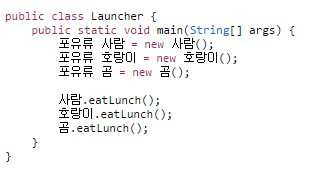 public class Launcher {
    public static void main(String[] args) {
        포유류 사람 = new 사람();
        포유류 호랑이 = new 호랑이();
        포유류 곰 = new 곰();

        사람.eatLunch();
        호랑이.eatLunch();
        곰.eatLunch();
    }
}